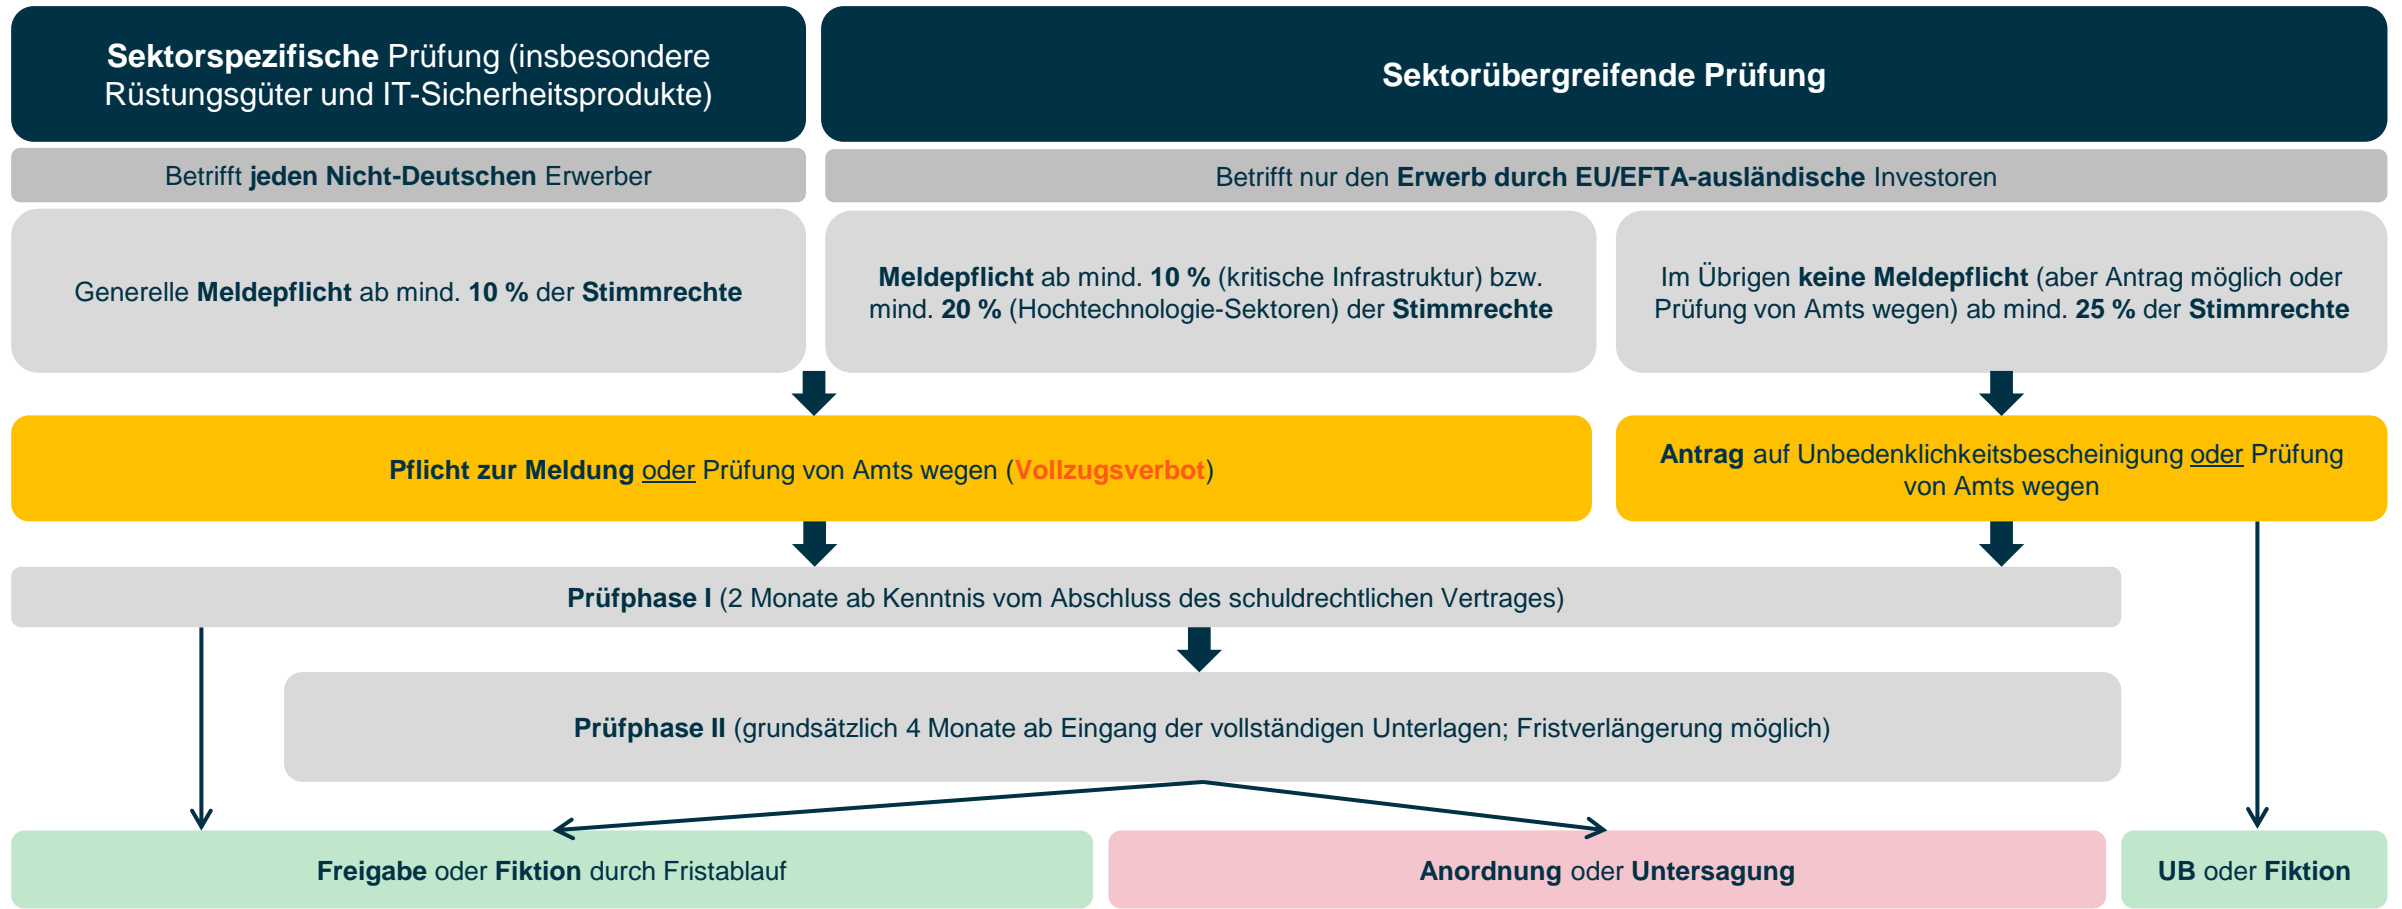 Sektorspezifische Prüfung (insbesondere
Rüstungsgüter und IT-Sicherheitsprodukte)
Sektorübergreifende Prüfung
Betrifft jeden Nicht-Deutschen Erwerber
Betrifft nur den Erwerb durch EU/EFTA-ausländische Investoren
Generelle Meldepflicht ab mind. 10 % der Stimmrechte
Meldepflicht ab mind. 10 % (kritische Infrastruktur) bzw.
mind. 20 % (Hochtechnologie-Sektoren) der Stimmrechte
Im Übrigen keine Meldepflicht (aber Antrag möglich oder
Prüfung von Amts wegen) ab mind. 25 % der Stimmrechte
Pflicht zur Meldung oder Prüfung von Amts wegen (Vollzugsverbot)
Antrag auf Unbedenklichkeitsbescheinigung oder Prüfung
von Amts wegen
Prüfphase I (2 Monate ab Kenntnis vom Abschluss des schuldrechtlichen Vertrages)
Prüfphase II (grundsätzlich 4 Monate ab Eingang der vollständigen Unterlagen; Fristverlängerung möglich)
Freigabe oder Fiktion durch Fristablauf
Anordnung oder Untersagung
UB oder Fiktion